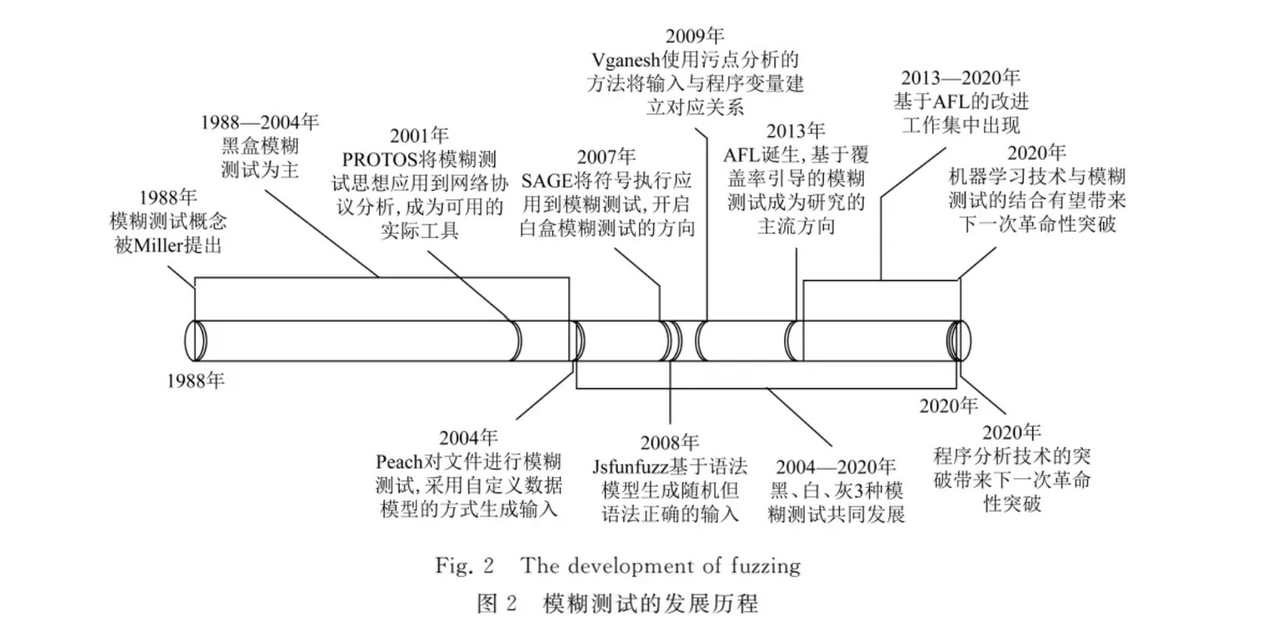 1988年
模糊测试概念
被Miller提出
1988—2004年
黑盒模糊
测试为主
2001年
PROTOS将模糊测
试思想应用到网络协
议分析,成为可用的
实际工具
2007年
SAGE将符号执行应
用到模糊测试,开启
白盒模糊测试的方向
2009年
Vganesh使用污点分析的
方法将输入与程序变量建
立对应关系
2013年
AFL诞生,基于覆
盖率引导的模糊
测试成为研究的
主流方向
2013—2020年
基于AFL的改进
工作集中出现
2020年
机器学习技术与模糊
测试的结合有望带来
下一次革命性突破
1988年
2020年
2004年
Peach对文件进行模糊
测试,采用自定义数据
模型的方式生成输入
2008年
Jsfunfuzz基于语法
模型生成随机但
语法正确的输入
2004—2020年
黑、白、灰3种模
糊测试共同发展
2020年
程序分析技术的突
破带来下一次革命
性突破
Fig. 2 The development of fuzzing
图 2 模糊测试的发展历程